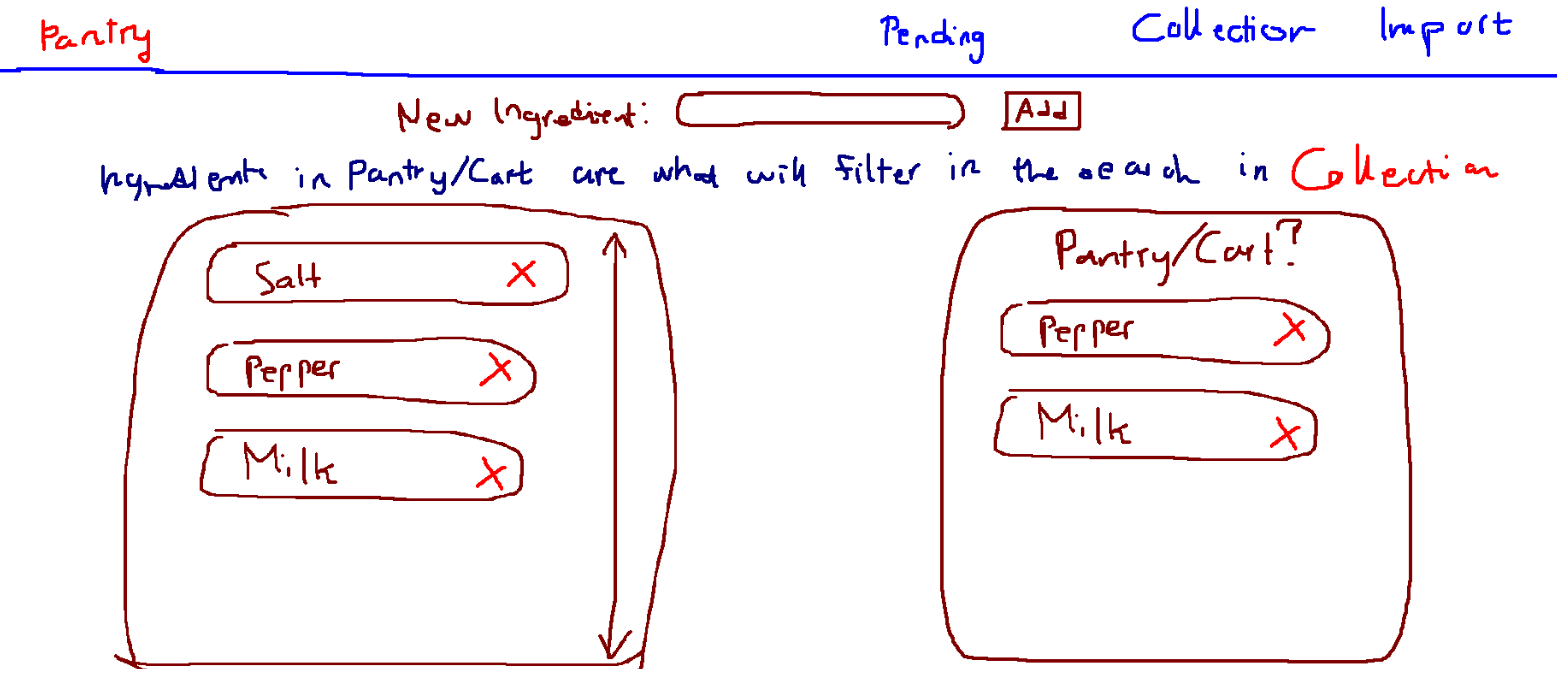 Pantry Pending Collection Import
New Ingredient: Add
Ingredients in Pantry/Cart are what will filter in the search in Collection
Salt X
Pepper X
Milk X
Pantry/Cart?
Pepper X
Milk X